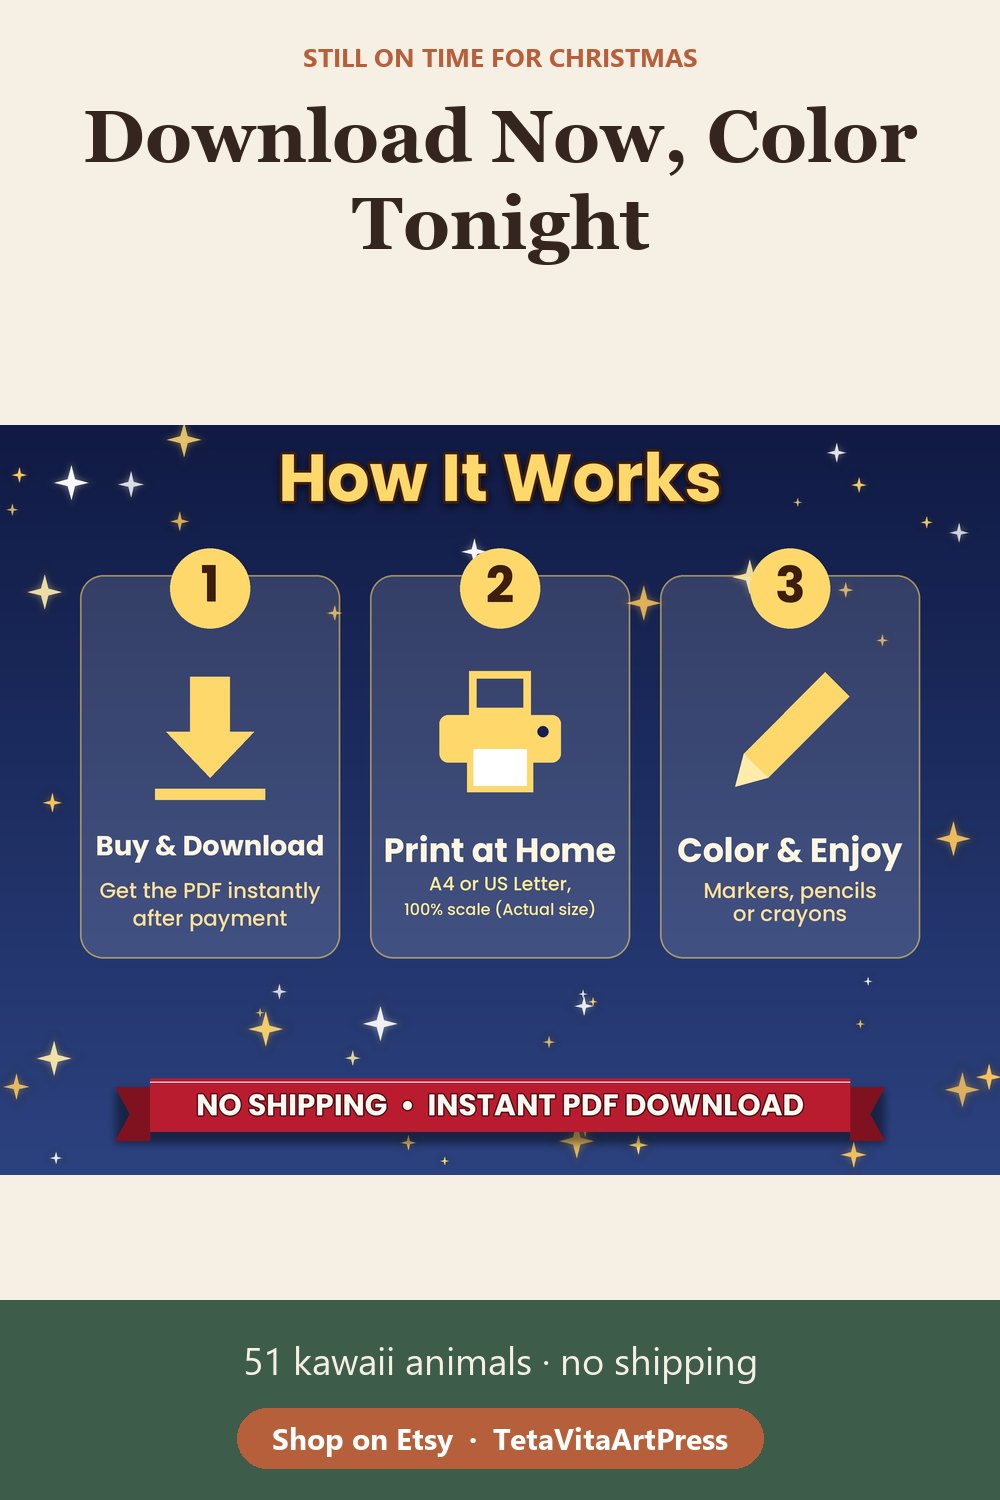 STILL ON TIME FOR CHRISTMAS
Download Now, Color
Tonight
How It Works
1
2
3
Buy & Download
Get the PDF instantly
after payment
Print at Home
A4 or US Letter,
100% scale (Actual size)
Color & Enjoy
Markers, pencils
or crayons
NO SHIPPING • INSTANT PDF DOWNLOAD
51 kawaii animals · no shipping
Shop on Etsy · TetaVitaArtPress